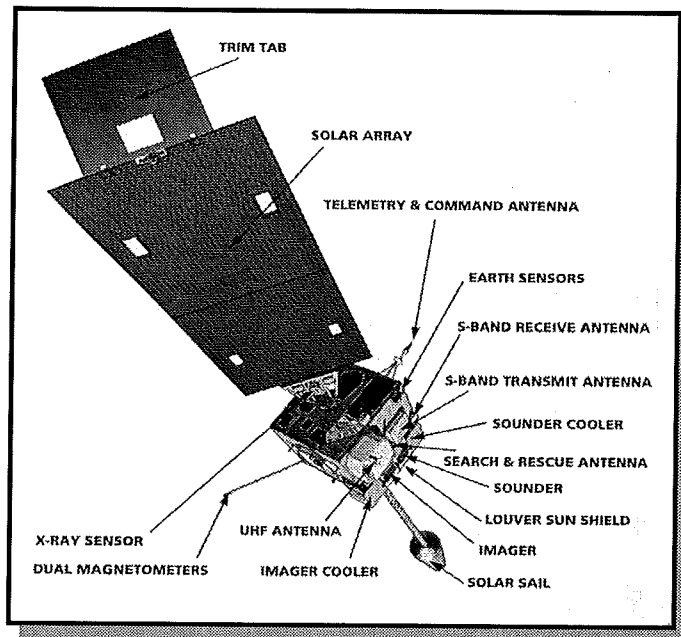 TRIM TAB
SOLAR ARRAY
TELEMETRY & COMMAND ANTENNA
EARTH SENSORS
S-BAND RECEIVE ANTENNA
S-BAND TRANSMIT ANTENNA
SOUNDER COOLER
SEARCH & RESCUE ANTENNA
SOUNDER
LOUVER SUN SHIELD
UHF ANTENNA
X-RAY SENSOR
IMAGER
DUAL MAGNETOMETERS
IMAGER COOLER
SOLAR SAIL